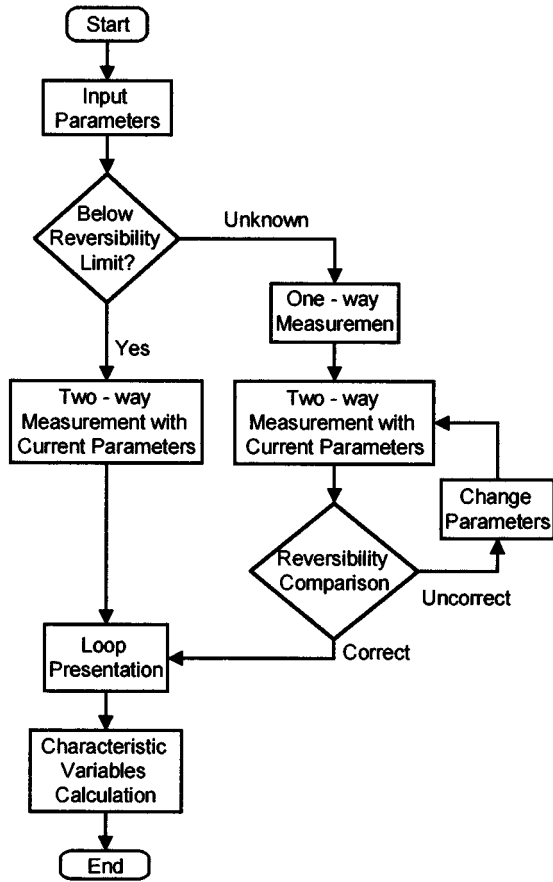 Start
Input
Parameters
Below
Reversibility
Limit?
Unknown
One - way
Measuremen
Yes
Two - way
Measurement with
Current Parameters
Two - way
Measurement with
Current Parameters
Change
Parameters
Reversibility
Comparison
Uncorrect
Correct
Loop
Presentation
Characteristic
Variables
Calculation
End